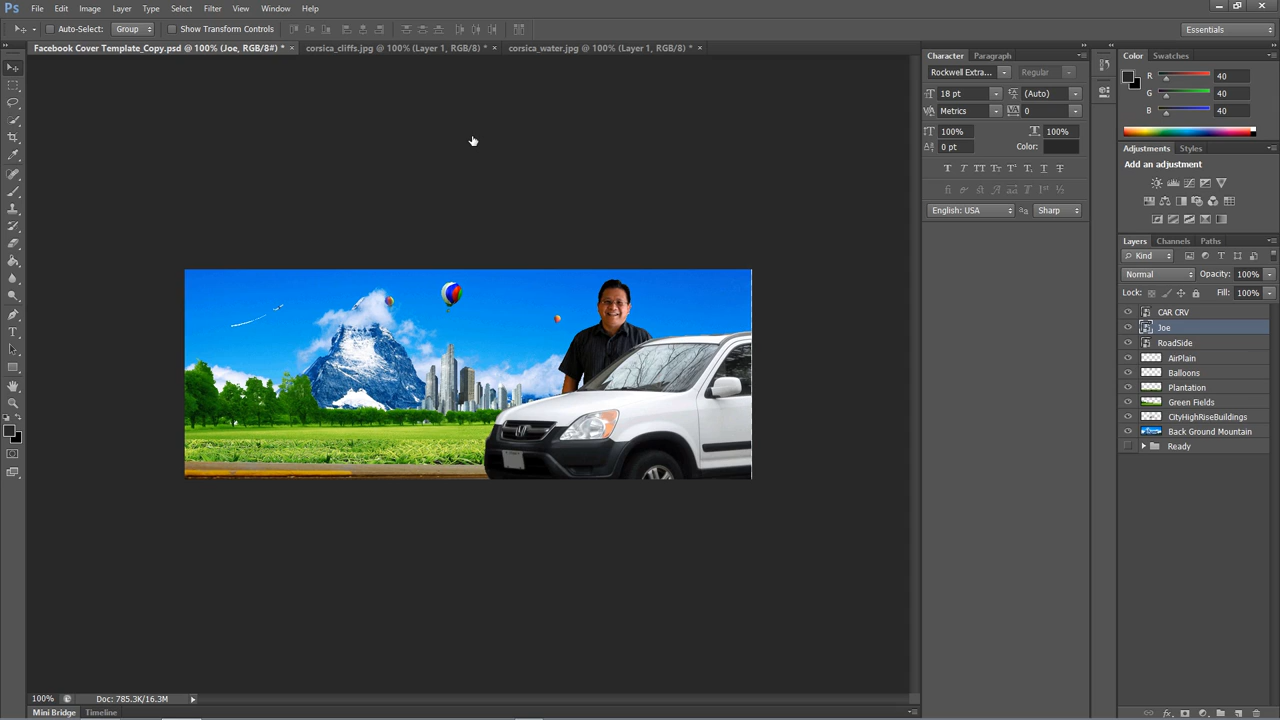 Ps File Edit Image Layer Type Select Filter View Window Help
Auto-Select: Group Show Transform Controls Essentials
Facebook Cover Template_Copy.psd @ 100% (Joe, RGB/8#) * × corsica_cliffs.jpg @ 100% (Layer 1, RGB/8) * × corsica_water.jpg @ 100% (Layer 1, RGB/8) * ×
Character Paragraph
Rockwell Extra... Regular
18 pt (Auto)
Metrics 0
100% 100%
0 pt Color:
English: USA Sharp
Color Swatches
R 40
G 40
B 40
Adjustments Styles
Add an adjustment
Layers Channels Paths
Kind
Normal Opacity: 100%
Lock: Fill: 100%
CAR CRV
Joe
RoadSide
AirPlain
Balloons
Plantation
Green Fields
CityHighRiseBuildings
Back Ground Mountain
Ready
100% Doc: 785.3K/16.3M
Mini Bridge Timeline